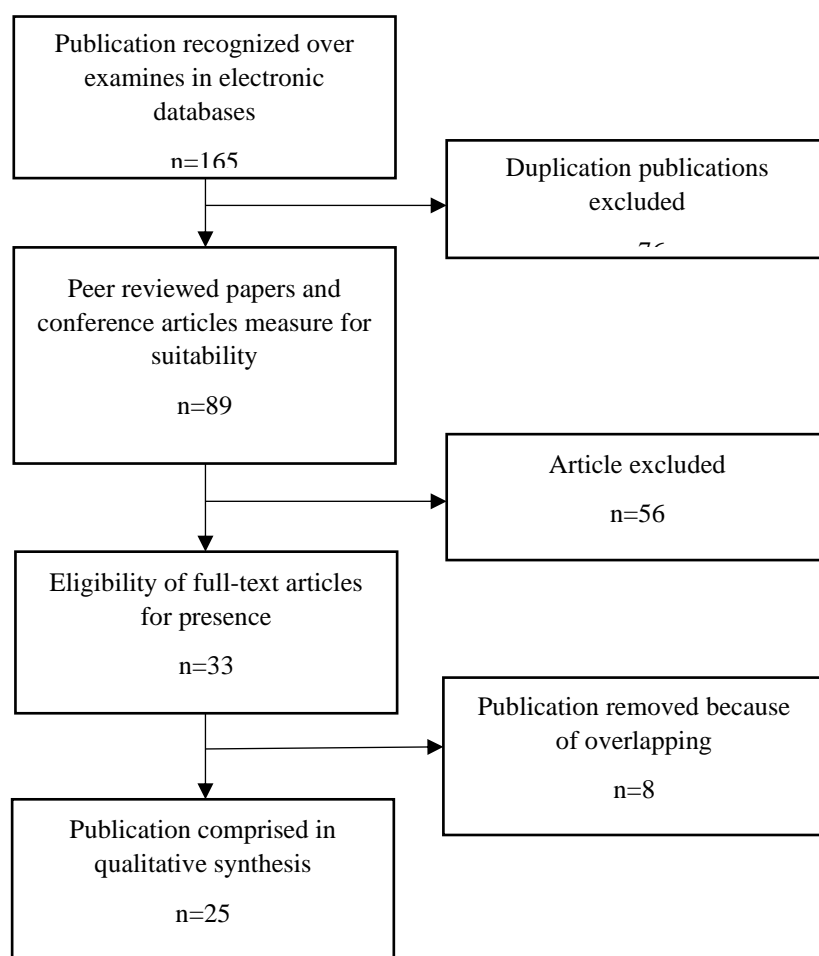 Publication recognized over
examines in electronic
databases
n=165
Duplication publications
excluded
76
Peer reviewed papers and
conference articles measure for
suitability
n=89
Article excluded
n=56
Eligibility of full-text articles
for presence
n=33
Publication removed because
of overlapping
n=8
Publication comprised in
qualitative synthesis
n=25